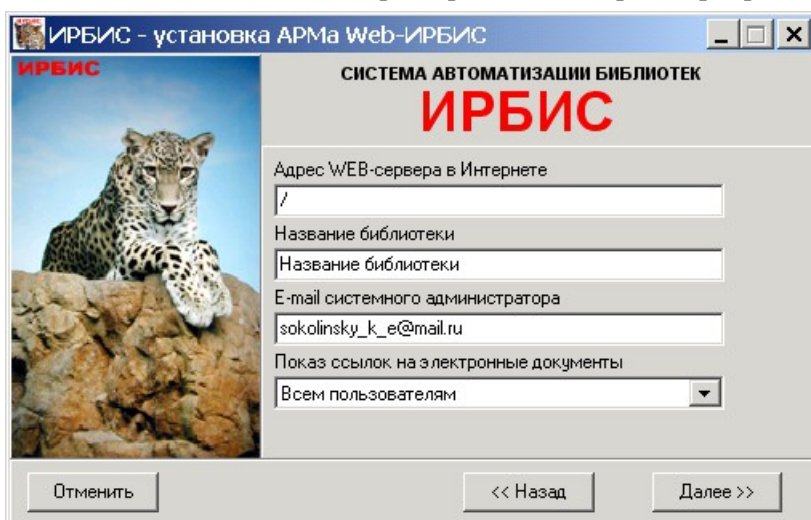 ИРБИС - установка АРМа Web-ИРБИС
ИРБИС
СИСТЕМА АВТОМАТИЗАЦИИ БИБЛИОТЕК
ИРБИС
Адрес WEB-сервера в Интернете
/
Название библиотеки
Название библиотеки
E-mail системного администратора
sokolinsky_k_e@mail.ru
Показ ссылок на электронные документы
Всем пользователям
Отменить
<< Назад
Далее >>